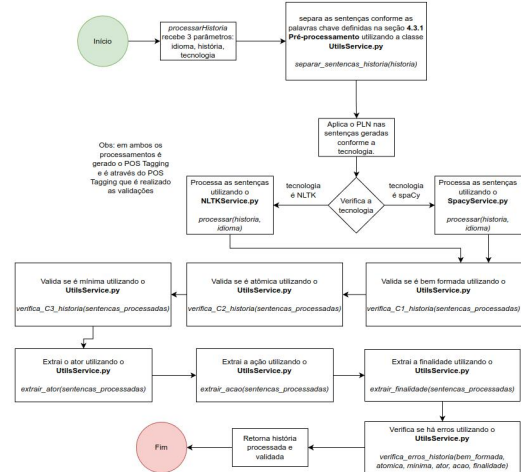 Início
processarHistoria
recebe 3 parâmetros:
idioma, história,
tecnologia
separa as sentenças conforme as
palavras chave definidas na seção 4.3.1
Pré-processamento utilizando a classe
UtilsService.py
separar_sentencas_historia(historia)
Aplica o PLN nas
sentenças geradas
conforme a
tecnologia.
Obs: em ambos os
processamentos é
gerado o POS Tagging
e é através do POS
Tagging que é realizado
as validações
Processa as sentenças
utilizando o
NLTKService.py
processar(historia,
idioma)
tecnologia
é NLTK
Verifica a
tecnologia
tecnologia
é spaCy
Processa as sentenças
utilizando o
SpacyService.py
processar(historia,
idioma)
Valida se é mínima utilizando o
UtilsService.py
verifica_C3_historia(sentencas_processadas)
Valida se é atômica utilizando o
UtilsService.py
verifica_C2_historia(sentencas_processadas)
Valida se é bem formada utilizando o
UtilsService.py
verifica_C1_historia(sentencas_processadas)
Extrai o ator utilizando o
UtilsService.py
extrair_ator(sentencas_processadas)
Extrai a ação utilizando o
UtilsService.py
extrair_acao(sentencas_processadas)
Extrai a finalidade utilizando o
UtilsService.py
extrair_finalidade(sentencas_processadas)
Fim
Retorna história
processada e
validada
Verifica se há erros utilizando o
UtilsService.py
verifica_erros_historia(bem_formada,
atomica, minima, ator, acao, finalidade)